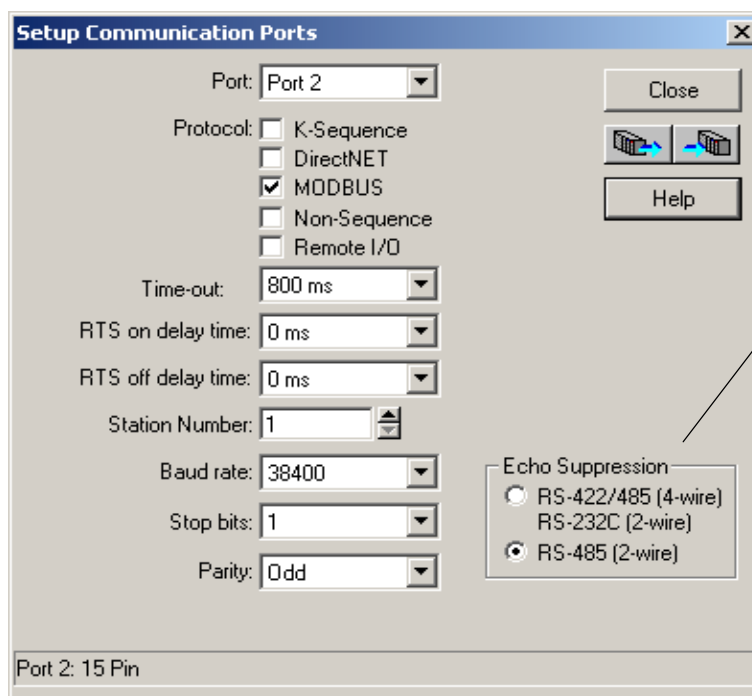 Setup Communication Ports
Port: Port 2
Close
Protocol: K-Sequence
DirectNET
MODBUS
Non-Sequence
Remote I/O
Help
Time-out: 800 ms
RTS on delay time: 0 ms
RTS off delay time: 0 ms
Station Number: 1
Baud rate: 38400
Stop bits: 1
Parity: Odd
Echo Suppression
RS-422/485 (4-wire)
RS-232C (2-wire)
RS-485 (2-wire)
Port 2: 15 Pin